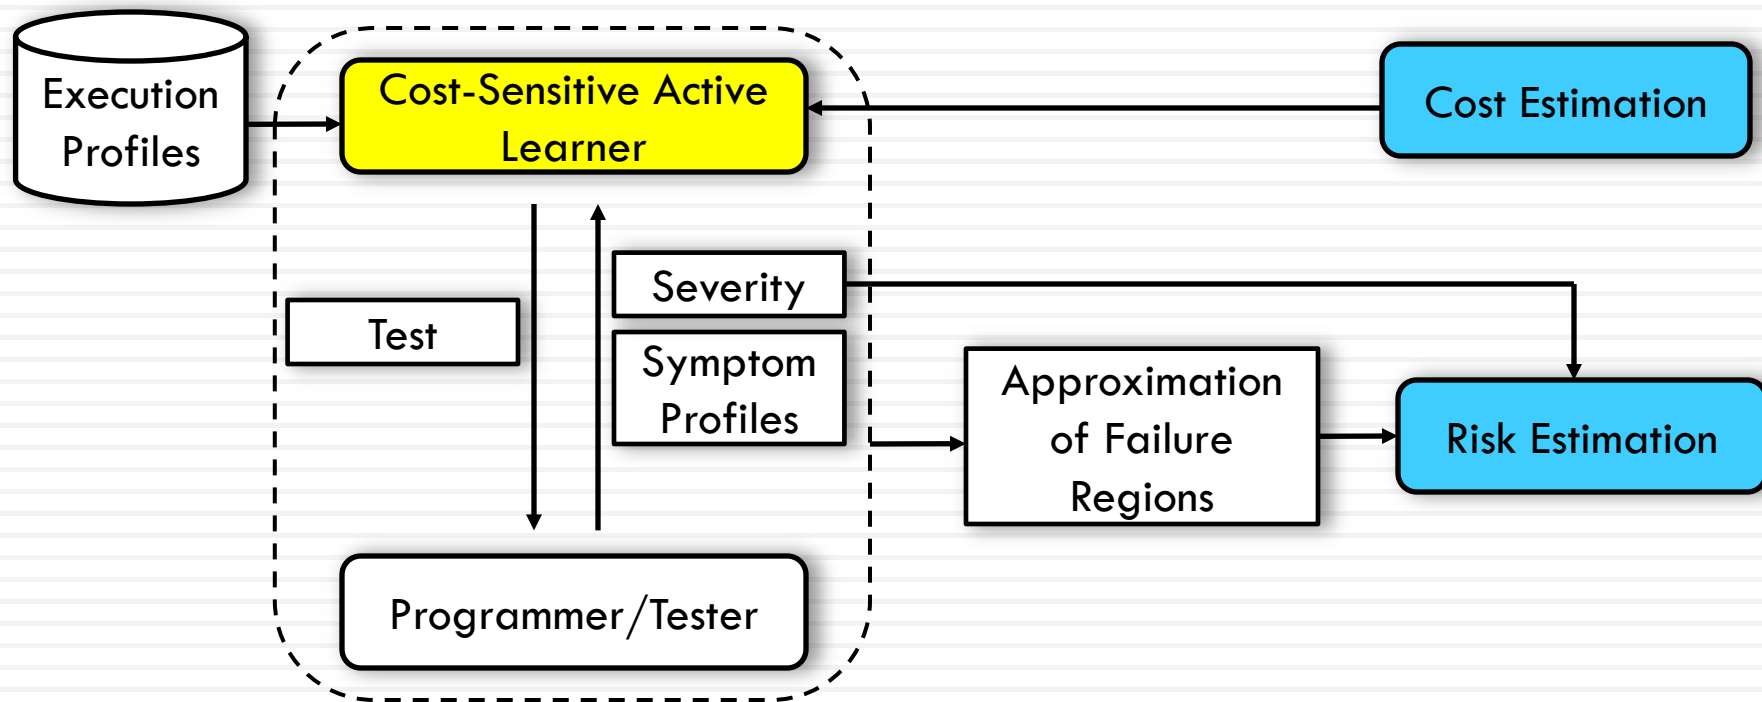 Execution
Profiles
Cost-Sensitive Active
Learner
Cost Estimation
Test
Severity
Symptom
Profiles
Approximation
of Failure
Regions
Risk Estimation
Programmer/Tester